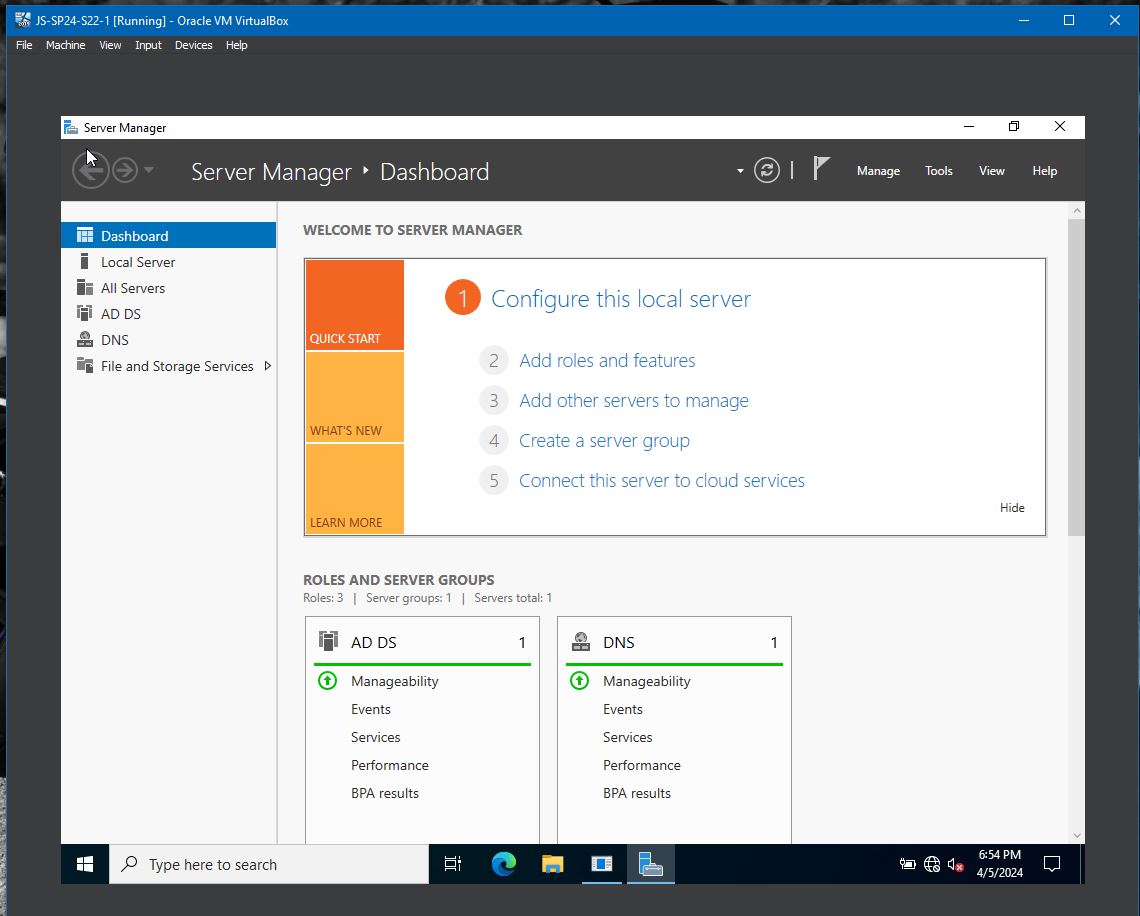 JS-SP24-S22-1 [Running] - Oracle VM VirtualBox
File Machine View Input Devices Help
Server Manager
Server Manager Dashboard
Manage Tools View Help
Dashboard
Local Server
All Servers
AD DS
DNS
File and Storage Services
WELCOME TO SERVER MANAGER
QUICK START
WHAT'S NEW
LEARN MORE
1 Configure this local server
2 Add roles and features
3 Add other servers to manage
4 Create a server group
5 Connect this server to cloud services
Hide
ROLES AND SERVER GROUPS
Roles: 3 | Server groups: 1 | Servers total: 1
AD DS 1
Manageability
Events
Services
Performance
BPA results
DNS 1
Manageability
Events
Services
Performance
BPA results
Type here to search
6:54 PM
4/5/2024